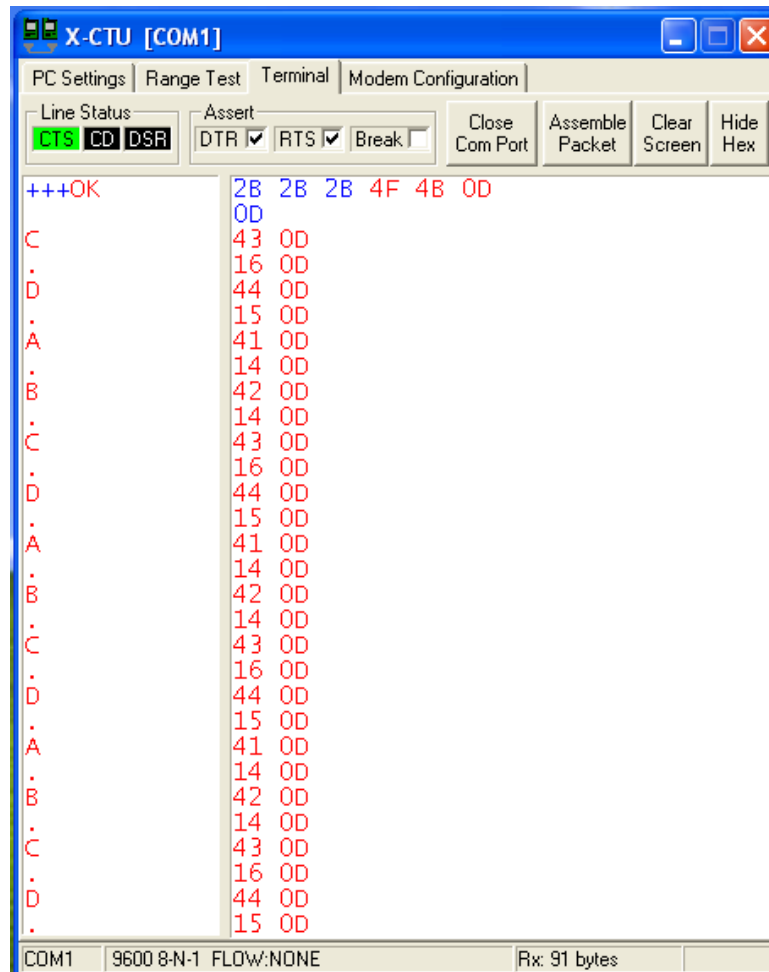 X-CTU [COM1]
PC Settings Range Test Terminal Modem Configuration
Line Status Assert
CTS CD DSR DTR RTS Break Close Com Port Assemble Packet Clear Screen Hide Hex
+++OK 2B 2B 2B 4F 4B 0D
0D
C 43 0D
. 16 0D
D 44 0D
. 15 0D
A 41 0D
. 14 0D
B 42 0D
. 14 0D
C 43 0D
. 16 0D
D 44 0D
. 15 0D
A 41 0D
. 14 0D
B 42 0D
. 14 0D
C 43 0D
. 16 0D
D 44 0D
. 15 0D
A 41 0D
. 14 0D
B 42 0D
. 14 0D
C 43 0D
. 16 0D
D 44 0D
. 15 0D
COM1 9600 8-N-1 FLOW:NONE Rx: 91 bytes